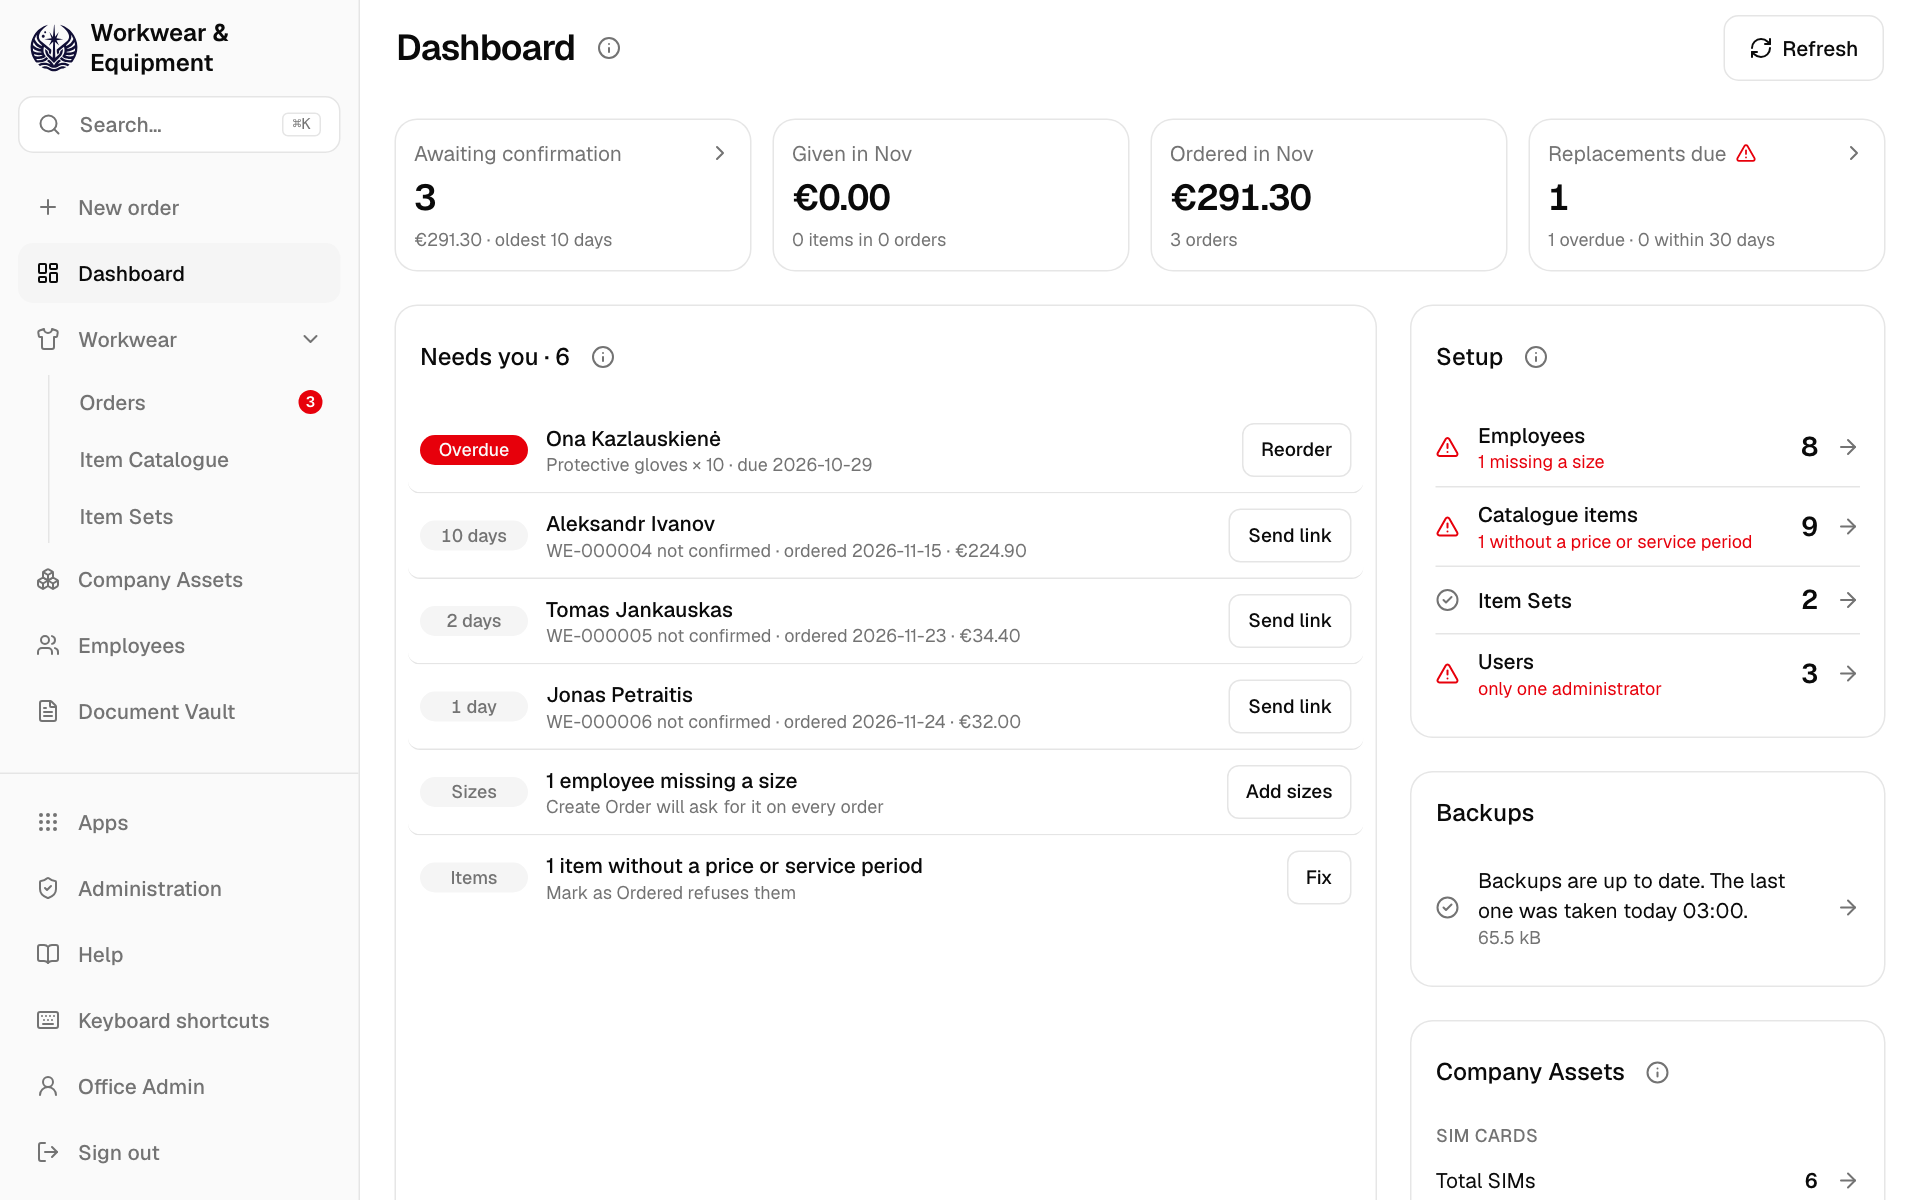 Workwear &
Equipment
Search...
⌘K
New order
Dashboard
Workwear
Orders
3
Item Catalogue
Item Sets
Company Assets
Employees
Document Vault
Apps
Administration
Help
Keyboard shortcuts
Office Admin
Sign out
Dashboard
Refresh
Awaiting confirmation
3
€291.30 · oldest 10 days
Given in Nov
€0.00
0 items in 0 orders
Ordered in Nov
€291.30
3 orders
Replacements due
1
1 overdue · 0 within 30 days
Needs you · 6
Overdue
Ona Kazlauskienė
Protective gloves × 10 · due 2026-10-29
Reorder
10 days
Aleksandr Ivanov
WE-000004 not confirmed · ordered 2026-11-15 · €224.90
Send link
2 days
Tomas Jankauskas
WE-000005 not confirmed · ordered 2026-11-23 · €34.40
Send link
1 day
Jonas Petraitis
WE-000006 not confirmed · ordered 2026-11-24 · €32.00
Send link
Sizes
1 employee missing a size
Create Order will ask for it on every order
Add sizes
Items
1 item without a price or service period
Mark as Ordered refuses them
Fix
Setup
Employees
1 missing a size
8
Catalogue items
1 without a price or service period
9
Item Sets
2
Users
only one administrator
3
Backups
Backups are up to date. The last
one was taken today 03:00.
65.5 kB
Company Assets
SIM CARDS
Total SIMs
6